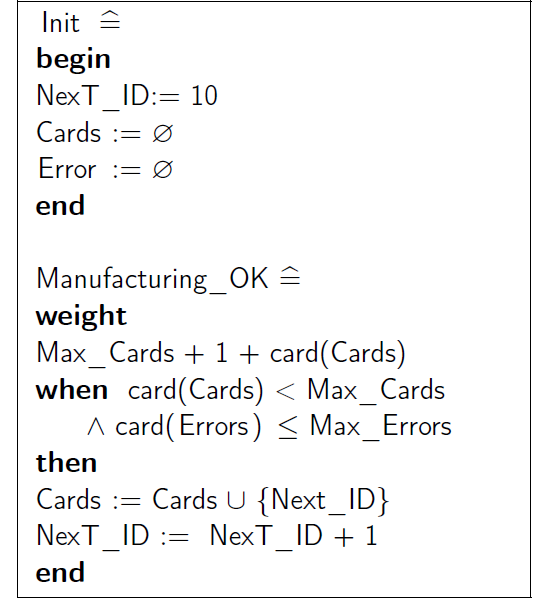 Init ≙
begin
NexT_ID:= 10
Cards := ∅
Error := ∅
end
Manufacturing_OK ≙
weight
Max_Cards + 1 + card(Cards)
when card(Cards) < Max_Cards
∧ card(Errors) ≤ Max_Errors
then
Cards := Cards ∪ {Next_ID}
NexT_ID := NexT_ID + 1
end